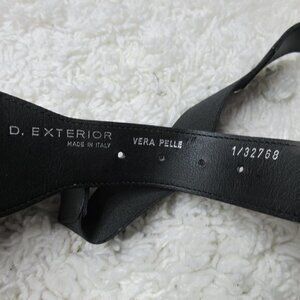 D. EXTERIOR
MADE IN ITALY
VERA PELLE
1/32768